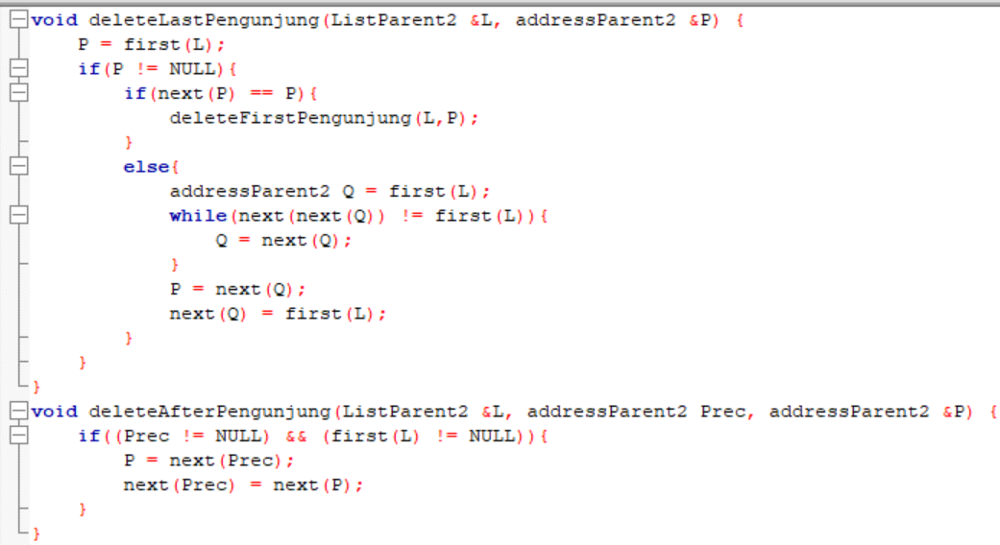 void deleteLastPengunjung(ListParent2 &L, addressParent2 &P) {
    P = first(L);
    if(P != NULL){
        if(next(P) == P){
            deleteFirstPengunjung(L,P);
        }
        else{
            addressParent2 Q = first(L);
            while(next(next(Q)) != first(L)){
                Q = next(Q);
            }
            P = next(Q);
            next(Q) = first(L);
        }
    }
}
void deleteAfterPengunjung(ListParent2 &L, addressParent2 Prec, addressParent2 &P) {
    if((Prec != NULL) && (first(L) != NULL)){
        P = next(Prec);
        next(Prec) = next(P);
    }
}